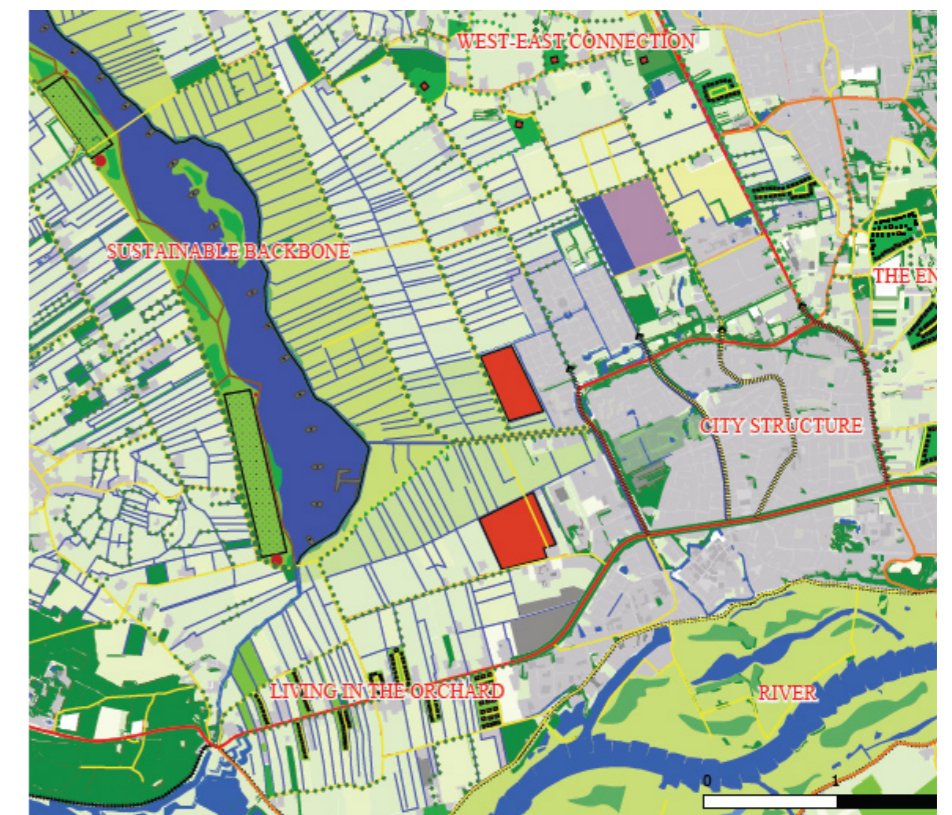 WEST-EAST CONNECTION
SUSTAINABLE BACKBONE
THE EN
CITY STRUCTURE
LIVING IN THE ORCHARD
RIVER
0 1